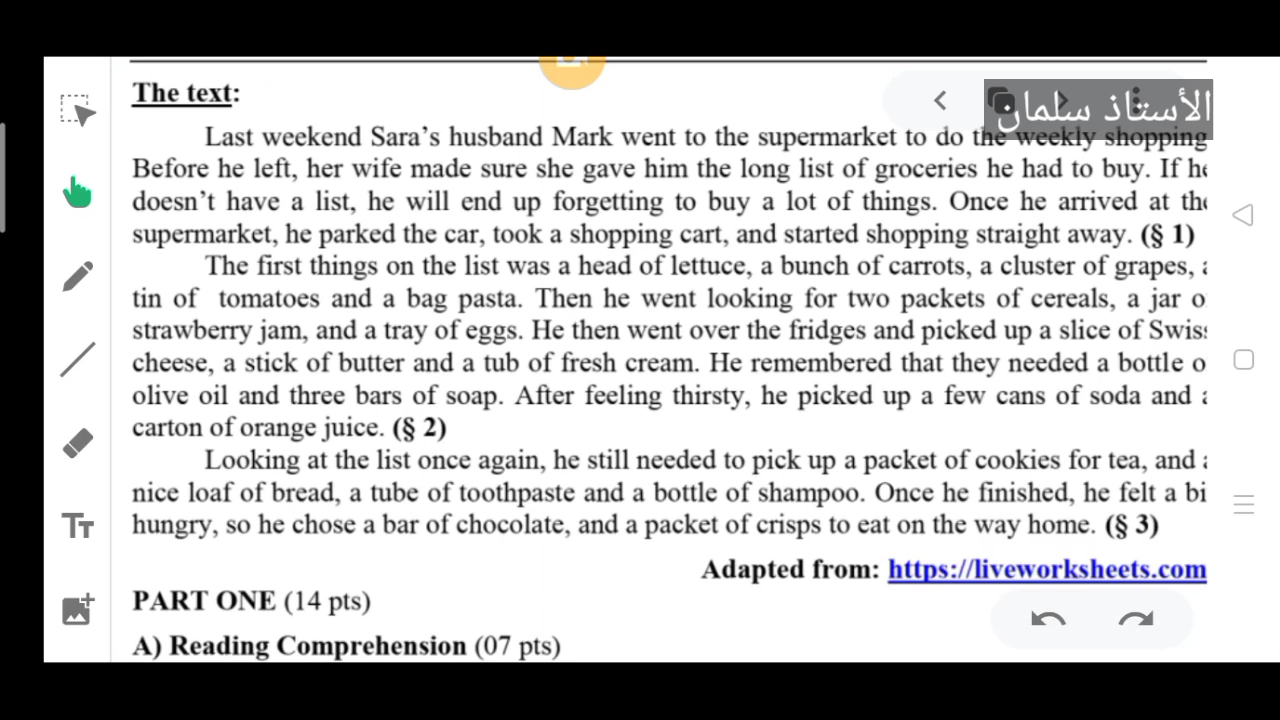 The text:
الأستاذ سلمان
Last weekend Sara's husband Mark went to the supermarket to do the weekly shopping
Before he left, her wife made sure she gave him the long list of groceries he had to buy. If he
doesn't have a list, he will end up forgetting to buy a lot of things. Once he arrived at the
supermarket, he parked the car, took a shopping cart, and started shopping straight away. (§ 1)
The first things on the list was a head of lettuce, a bunch of carrots, a cluster of grapes,
tin of tomatoes and a bag pasta. Then he went looking for two packets of cereals, a jar
strawberry jam, and a tray of eggs. He then went over the fridges and picked up a slice of
cheese, a stick of butter and a tub of fresh cream. He remembered that they needed a bottle
olive oil and three bars of soap. After feeling thirsty, he picked up a few cans of soda and
carton of orange juice. (§ 2)
Looking at the list once again, he still needed to pick up a packet of cookies for tea, and
nice loaf of bread, a tube of toothpaste and a bottle of shampoo. Once he finished, he felt a
hungry, so he chose a bar of chocolate, and a packet of crisps to eat on the way home. (§ 3)
Adapted from: https://liveworksheets.com
PART ONE (14 pts)
A) Reading Comprehension (07 pts)
TT